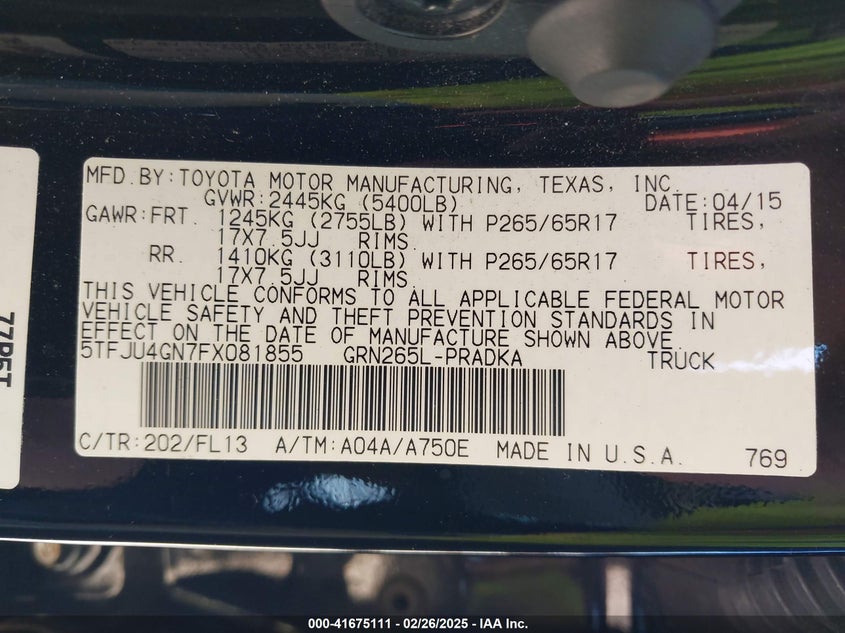 MFD.BY:TOYOTA MOTOR MANUFACTURING, TEXAS, INC.
GVWR:2445KG (5400LB) DATE:04/15
GAWR:FRT. 1245KG (2755LB) WITH P265/65R17 TIRES,
17X7.5JJ RIMS.
RR. 1410KG (3110LB) WITH P265/65R17 TIRES,
17X7.5JJ RIMS.
THIS VEHICLE CONFORMS TO ALL APPLICABLE FEDERAL MOTOR
VEHICLE SAFETY AND THEFT PREVENTION STANDARDS IN
EFFECT ON THE DATE OF MANUFACTURE SHOWN ABOVE.
5TFJU4GN7FX081855 GRN265L-PRADKA TRUCK
C/TR:202/FL13 A/TM:A04A/A750E MADE IN U.S.A. 769
77P5T
000-41675111 - 02/26/2025 - IAA Inc.